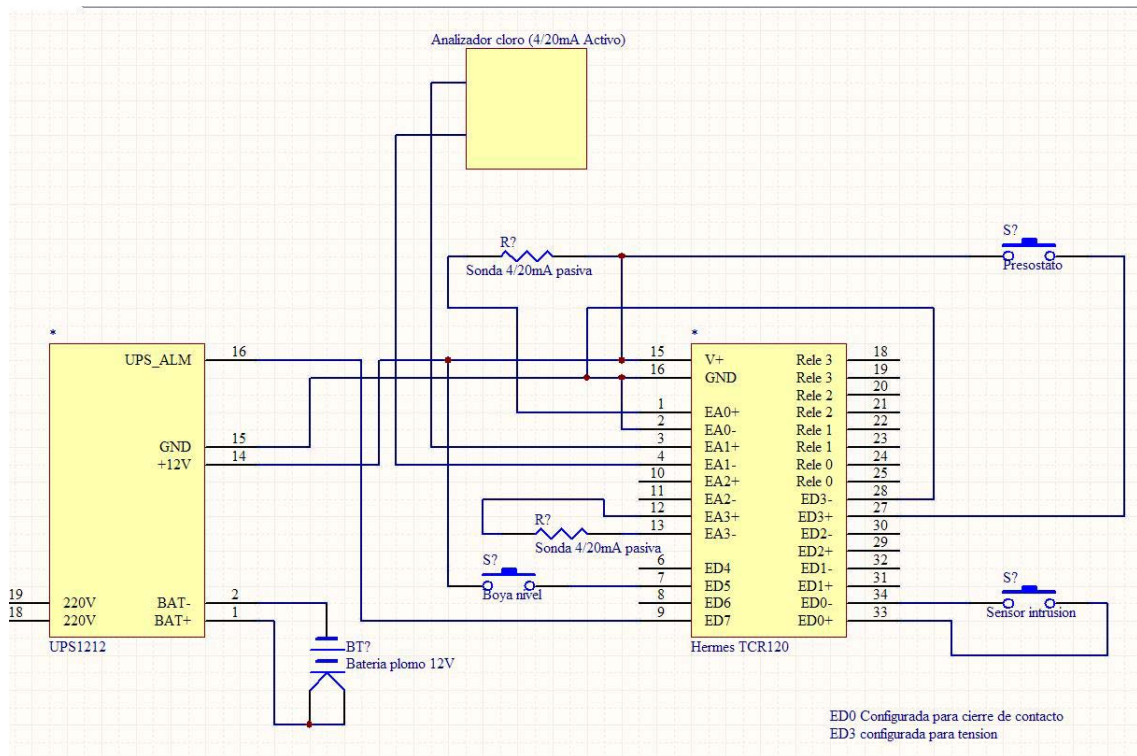 Analizador cloro (4/20mA Activo)
R?
Sonda 4/20mA pasiva
S?
Presostato
*
UPS_ALM 16
GND 15
+12V 14
19 220V
18 220V
BAT- 2
BAT+ 1
UPS1212
BT?
Bateria plomo 12V
*
15 V+
16 GND
1 EA0+
2 EA0-
3 EA1+
4 EA1-
10 EA2+
11 EA2-
12 EA3+
13 EA3-
6 ED4
7 ED5
8 ED6
9 ED7
Rele 3 18
Rele 3 19
Rele 2 20
Rele 2 21
Rele 1 22
Rele 1 23
Rele 0 24
Rele 0 25
ED3- 28
ED3+ 27
ED2- 30
ED2+ 29
ED1- 32
ED1+ 31
ED0- 34
ED0+ 33
Hermes TCR120
R?
Sonda 4/20mA pasiva
S?
Boya nivel
S?
Sensor intrusion
ED0 Configurada para cierre de contacto
ED3 configurada para tension